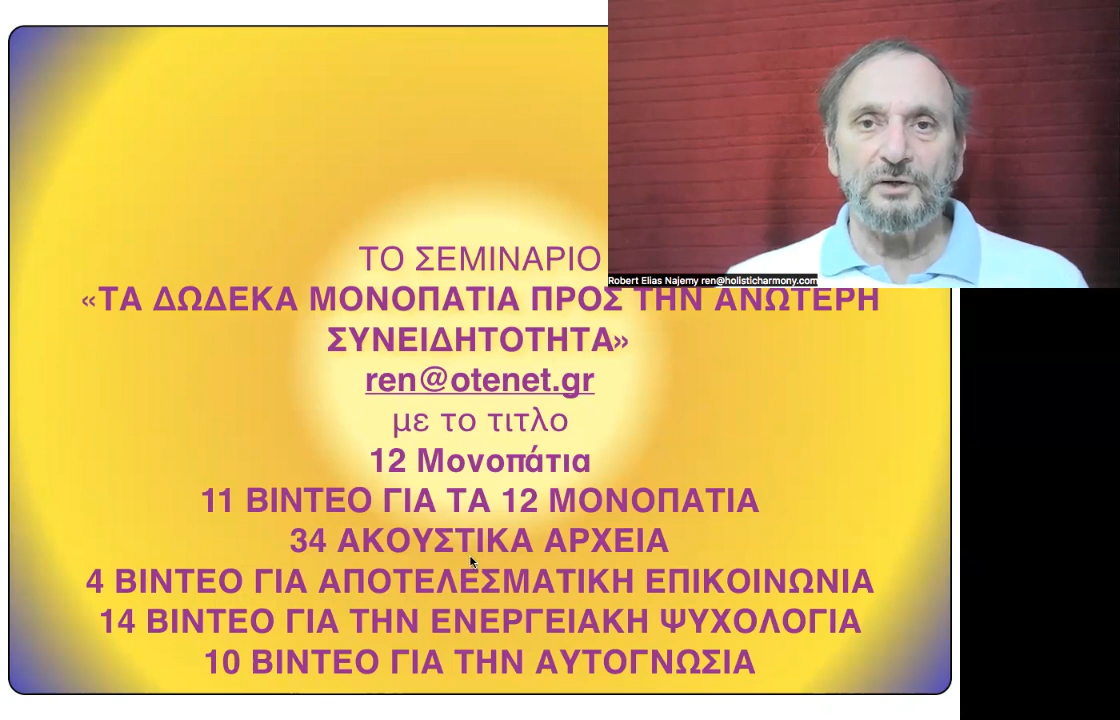 Robert Elias Najemy ren@holisticharmony.com
ΤΟ ΣΕΜΙΝΑΡΙΟ
«ΤΑ ΔΩΔΕΚΑ ΜΟΝΟΠΑΤΙΑ ΠΡΟΣ ΤΗΝ ΑΝΩΤΕΡΗ
ΣΥΝΕΙΔΗΤΟΤΗΤΑ»
ren@otenet.gr
με το τιτλο
12 Μονοπάτια
11 ΒΙΝΤΕΟ ΓΙΑ ΤΑ 12 ΜΟΝΟΠΑΤΙΑ
34 ΑΚΟΥΣΤΙΚΑ ΑΡΧΕΙΑ
4 ΒΙΝΤΕΟ ΓΙΑ ΑΠΟΤΕΛΕΣΜΑΤΙΚΗ ΕΠΙΚΟΙΝΩΝΙΑ
14 ΒΙΝΤΕΟ ΓΙΑ ΤΗΝ ΕΝΕΡΓΕΙΑΚΗ ΨΥΧΟΛΟΓΙΑ
10 ΒΙΝΤΕΟ ΓΙΑ ΤΗΝ ΑΥΤΟΓΝΩΣΙΑ